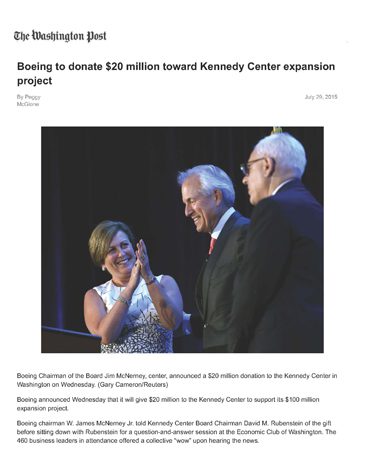 The Washington Post
Boeing to donate $20 million toward Kennedy Center expansion
project
By Peggy
McGlone
July 29, 2015
Boeing Chairman of the Board Jim McNerney, center, announced a $20 million donation to the Kennedy Center in
Washington on Wednesday. (Gary Cameron/Reuters)
Boeing announced Wednesday that it will give $20 million to the Kennedy Center to support its $100 million
expansion project.
Boeing chairman W. James McNerney Jr. told Kennedy Center Board Chairman David M. Rubenstein of the gift
before sitting down with Rubenstein for a question-and-answer session at the Economic Club of Washington. The
460 business leaders in attendance offered a collective "wow" upon hearing the news.